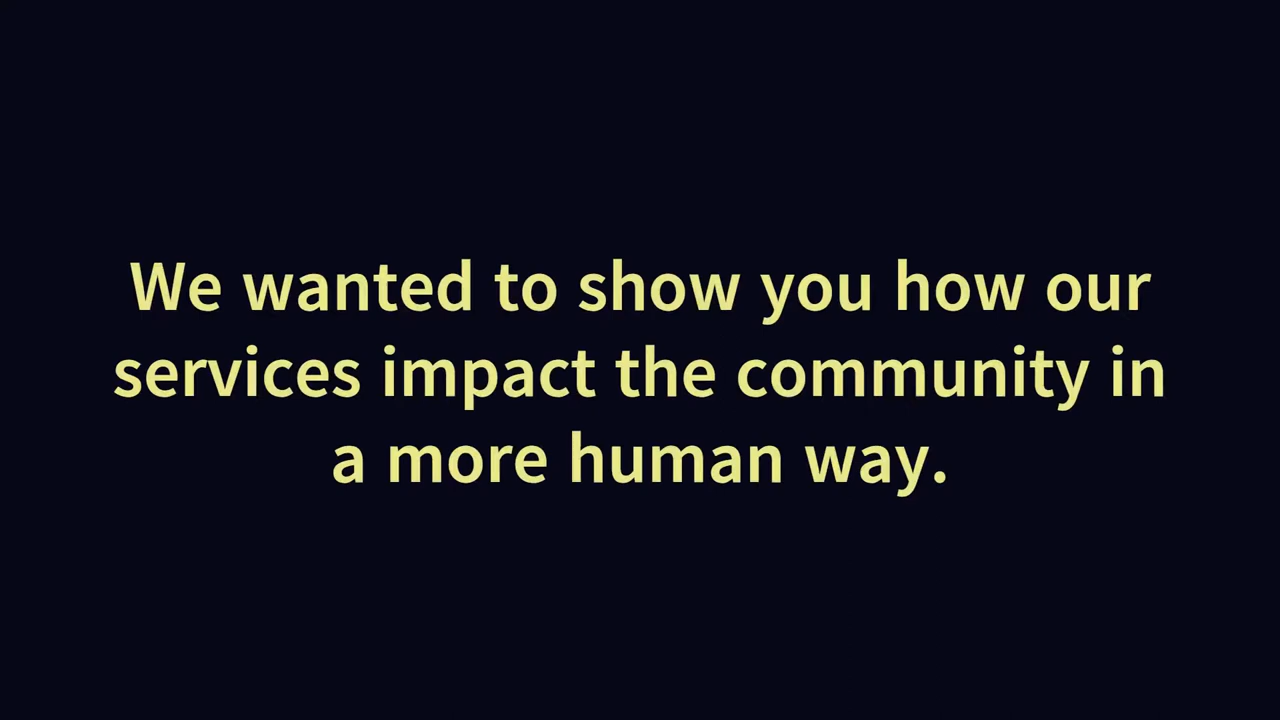 We wanted to show you how our
services impact the community in
a more human way.